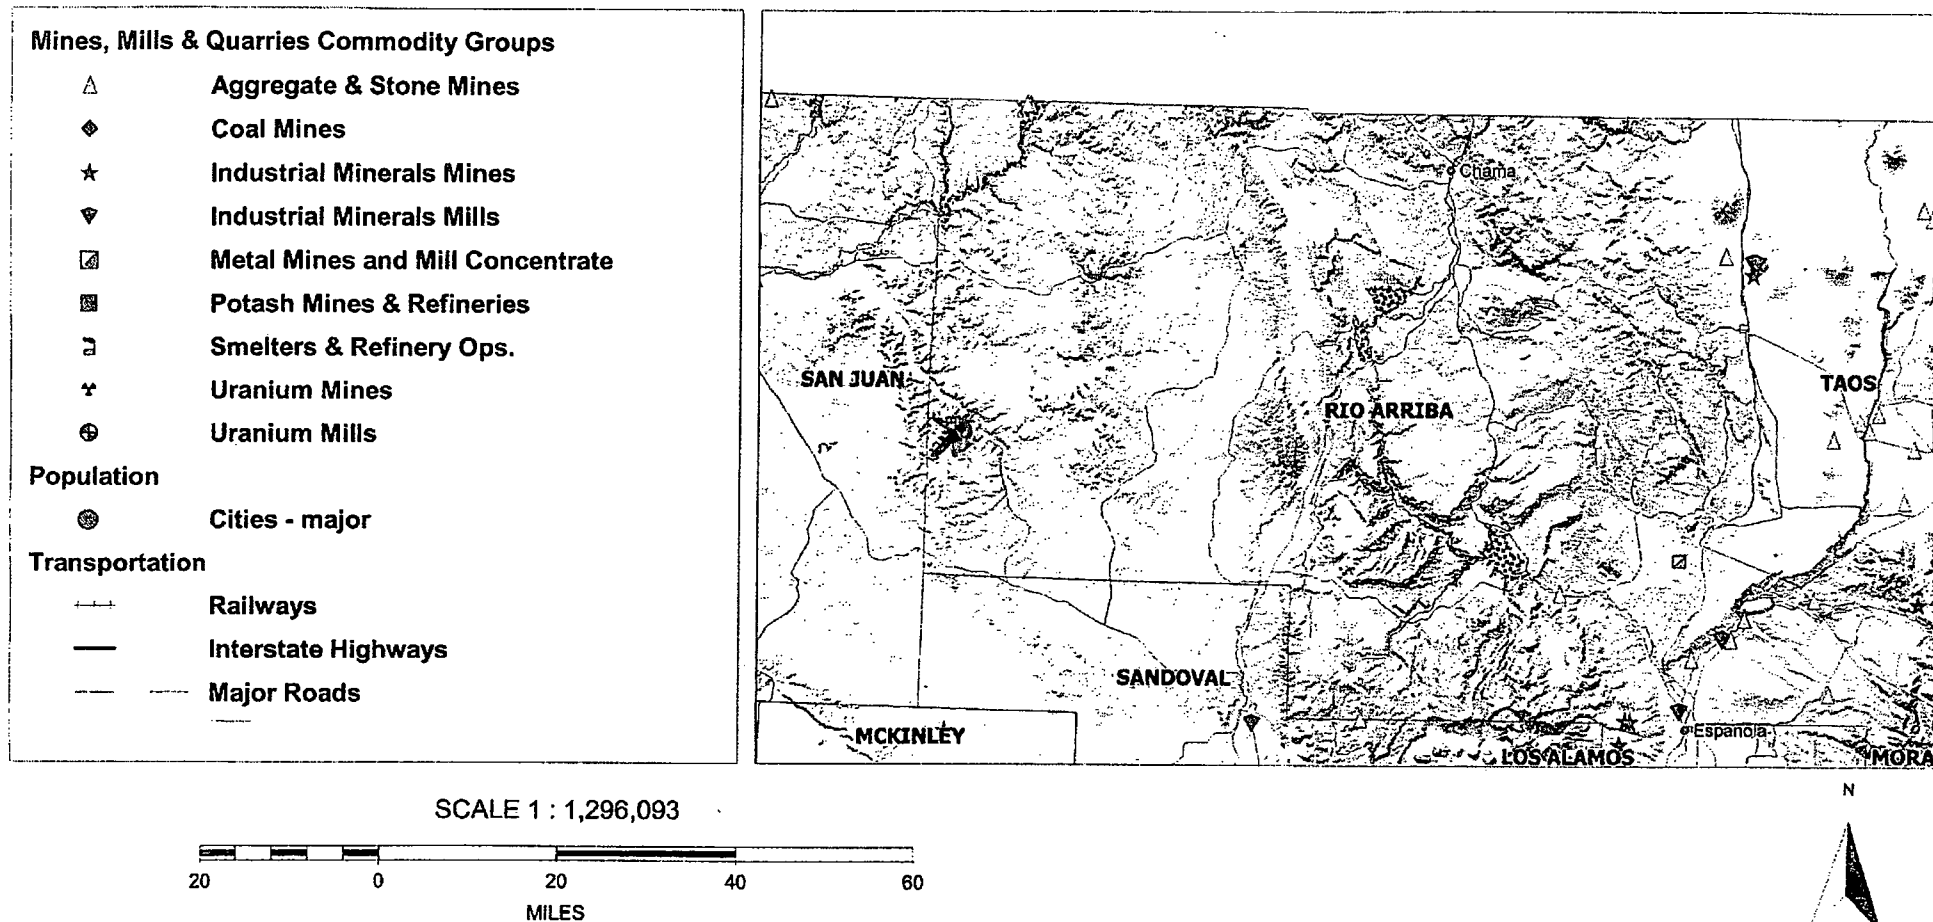 Mines, Mills & Quarries Commodity Groups
Aggregate & Stone Mines
Coal Mines
Industrial Minerals Mines
Industrial Minerals Mills
Metal Mines and Mill Concentrate
Potash Mines & Refineries
Smelters & Refinery Ops.
Uranium Mines
Uranium Mills
Population
Cities - major
Transportation
Railways
Interstate Highways
Major Roads
Chama
SAN JUAN
RIO ARRIBA
TAOS
SANDOVAL
MCKINLEY
Espanola
LOS ALAMOS
MORA
SCALE 1 : 1,296,093
20 0 20 40 60
MILES
N